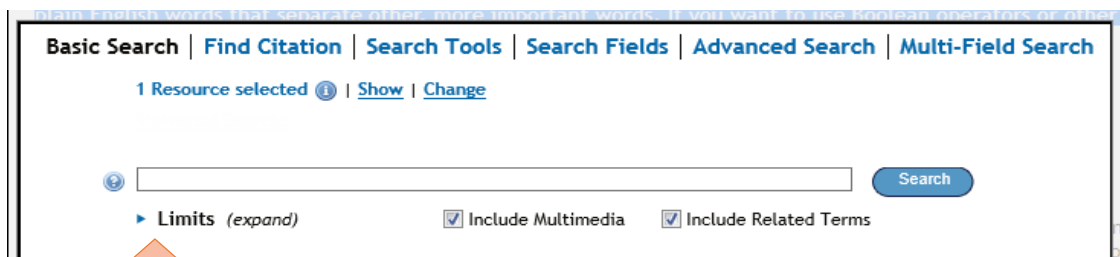 plain English words that separate other, more important words. If you want to use Boolean operators or other
Basic Search | Find Citation | Search Tools | Search Fields | Advanced Search | Multi-Field Search
1 Resource selected | Show | Change
Search
▸ Limits (expand) Include Multimedia Include Related Terms